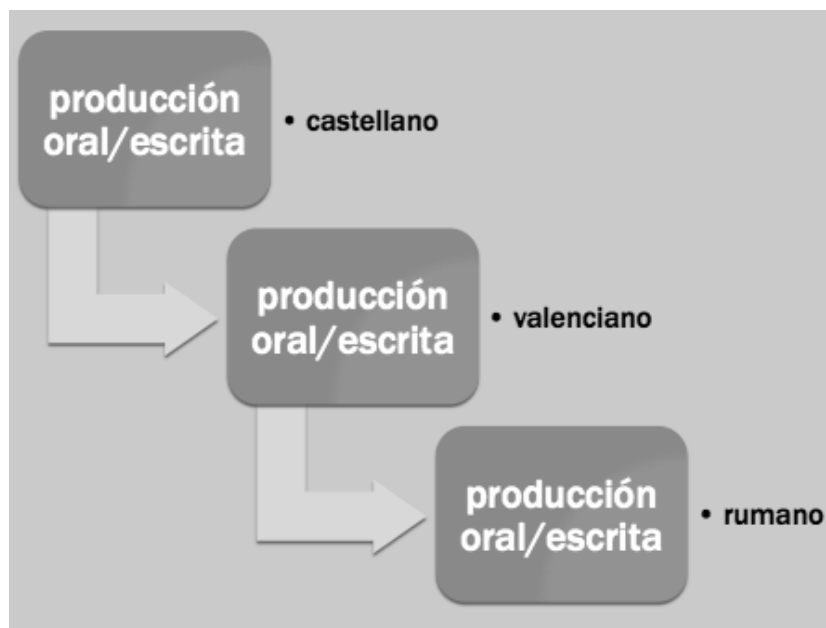 producción
oral/escrita
• castellano
producción
oral/escrita
• valenciano
producción
oral/escrita
• rumano